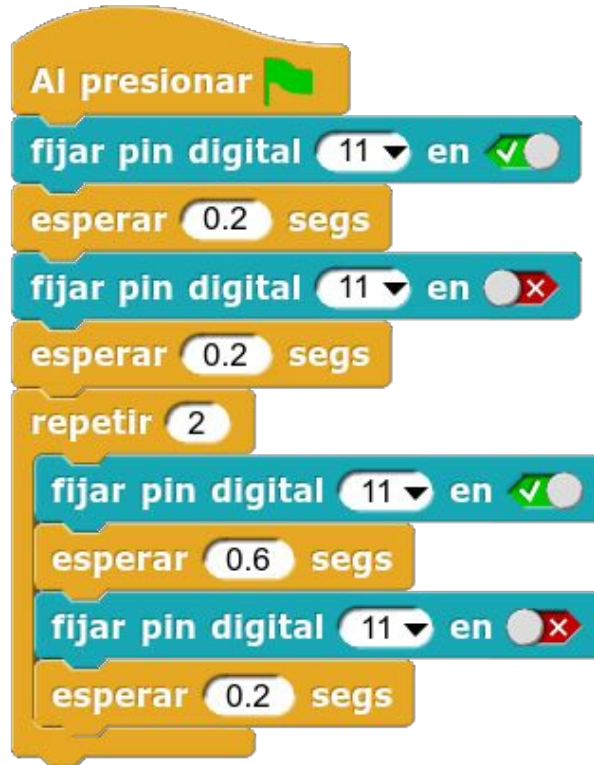 Al presionar
fijar pin digital 11 en
esperar 0.2 segs
fijar pin digital 11 en
esperar 0.2 segs
repetir 2
fijar pin digital 11 en
esperar 0.6 segs
fijar pin digital 11 en
esperar 0.2 segs